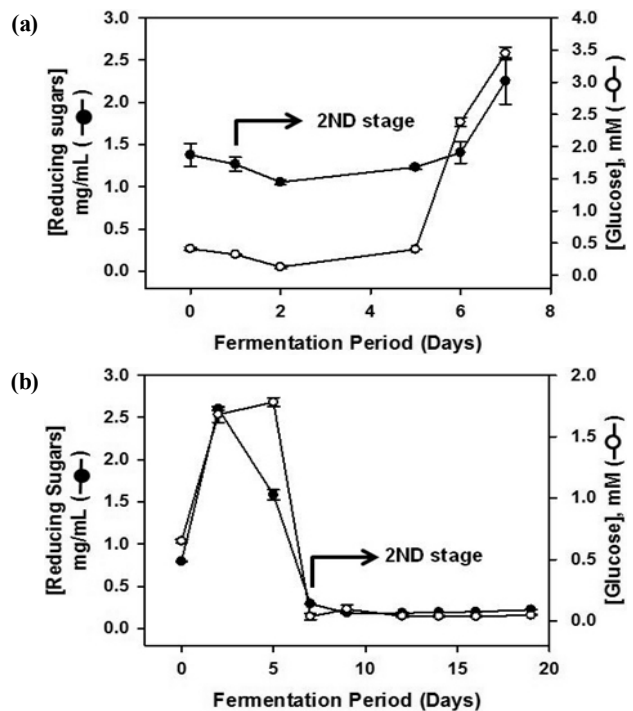 (a)
[Reducing sugars]
mg/mL (—●—)
3.0
2.5
2.0
1.5
1.0
0.5
0.0
2ND stage
4.0
3.5
3.0
2.5
2.0
1.5
1.0
0.5
0.0
[Glucose], mM (—○—)
0 2 4 6 8
Fermentation Period (Days)
(b)
[Reducing Sugars]
mg/mL (—●—)
3.0
2.5
2.0
1.5
1.0
0.5
0.0
2ND stage
2.0
1.5
1.0
0.5
0.0
[Glucose], mM (—○—)
0 5 10 15 20
Fermentation Period (Days)